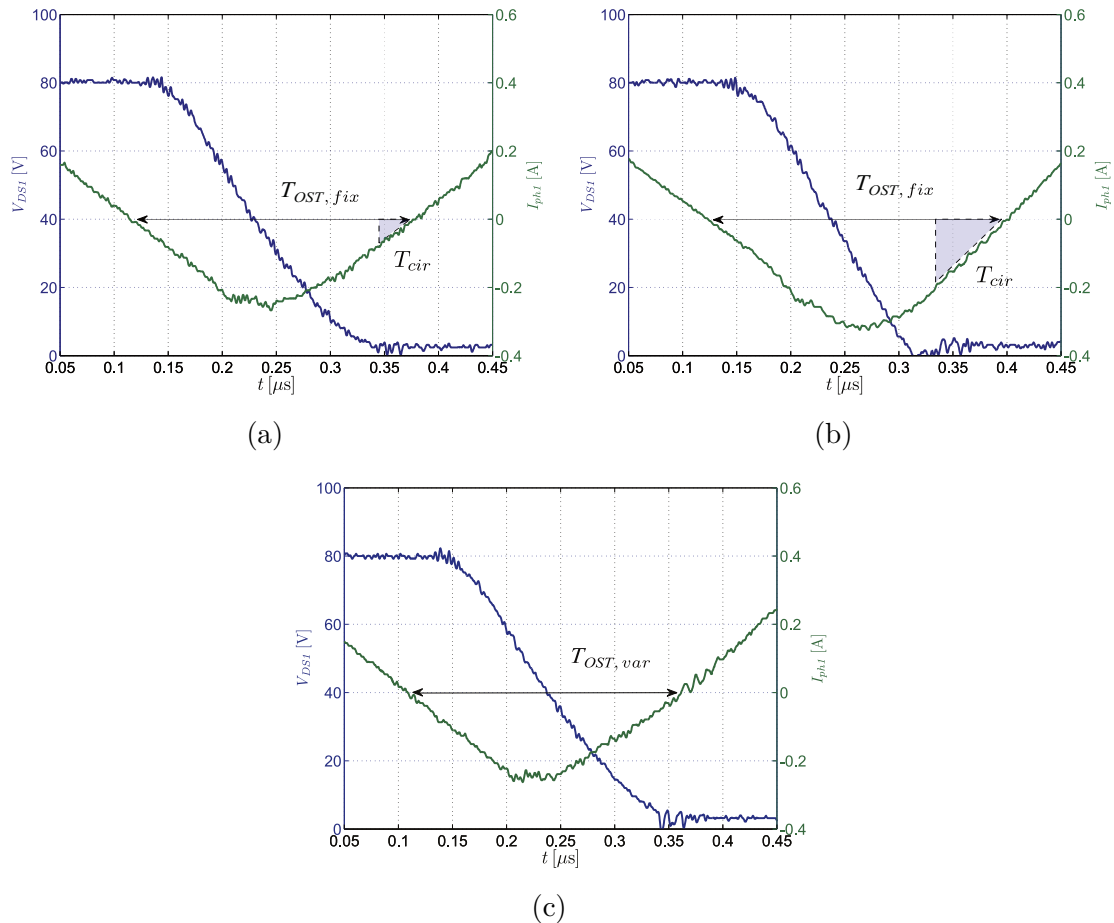 100 0.6 100 0.6
80 0.4 80 0.4
60 0.2 60 0.2
V_DS1 [V] T_OST,fix I_ph1 [A] V_DS1 [V] T_OST,fix I_ph1 [A]
40 0 40 0
T_cir T_cir
20 -0.2 20 -0.2
0 -0.4 0 -0.4
0.05 0.1 0.15 0.2 0.25 0.3 0.35 0.4 0.45 0.05 0.1 0.15 0.2 0.25 0.3 0.35 0.4 0.45
t [μs] t [μs]
(a) (b)
100 0.6
80 0.4
60 0.2
V_DS1 [V] T_OST,var I_ph1 [A]
40 0
20 -0.2
0 -0.4
0.05 0.1 0.15 0.2 0.25 0.3 0.35 0.4 0.45
t [μs]
(c)